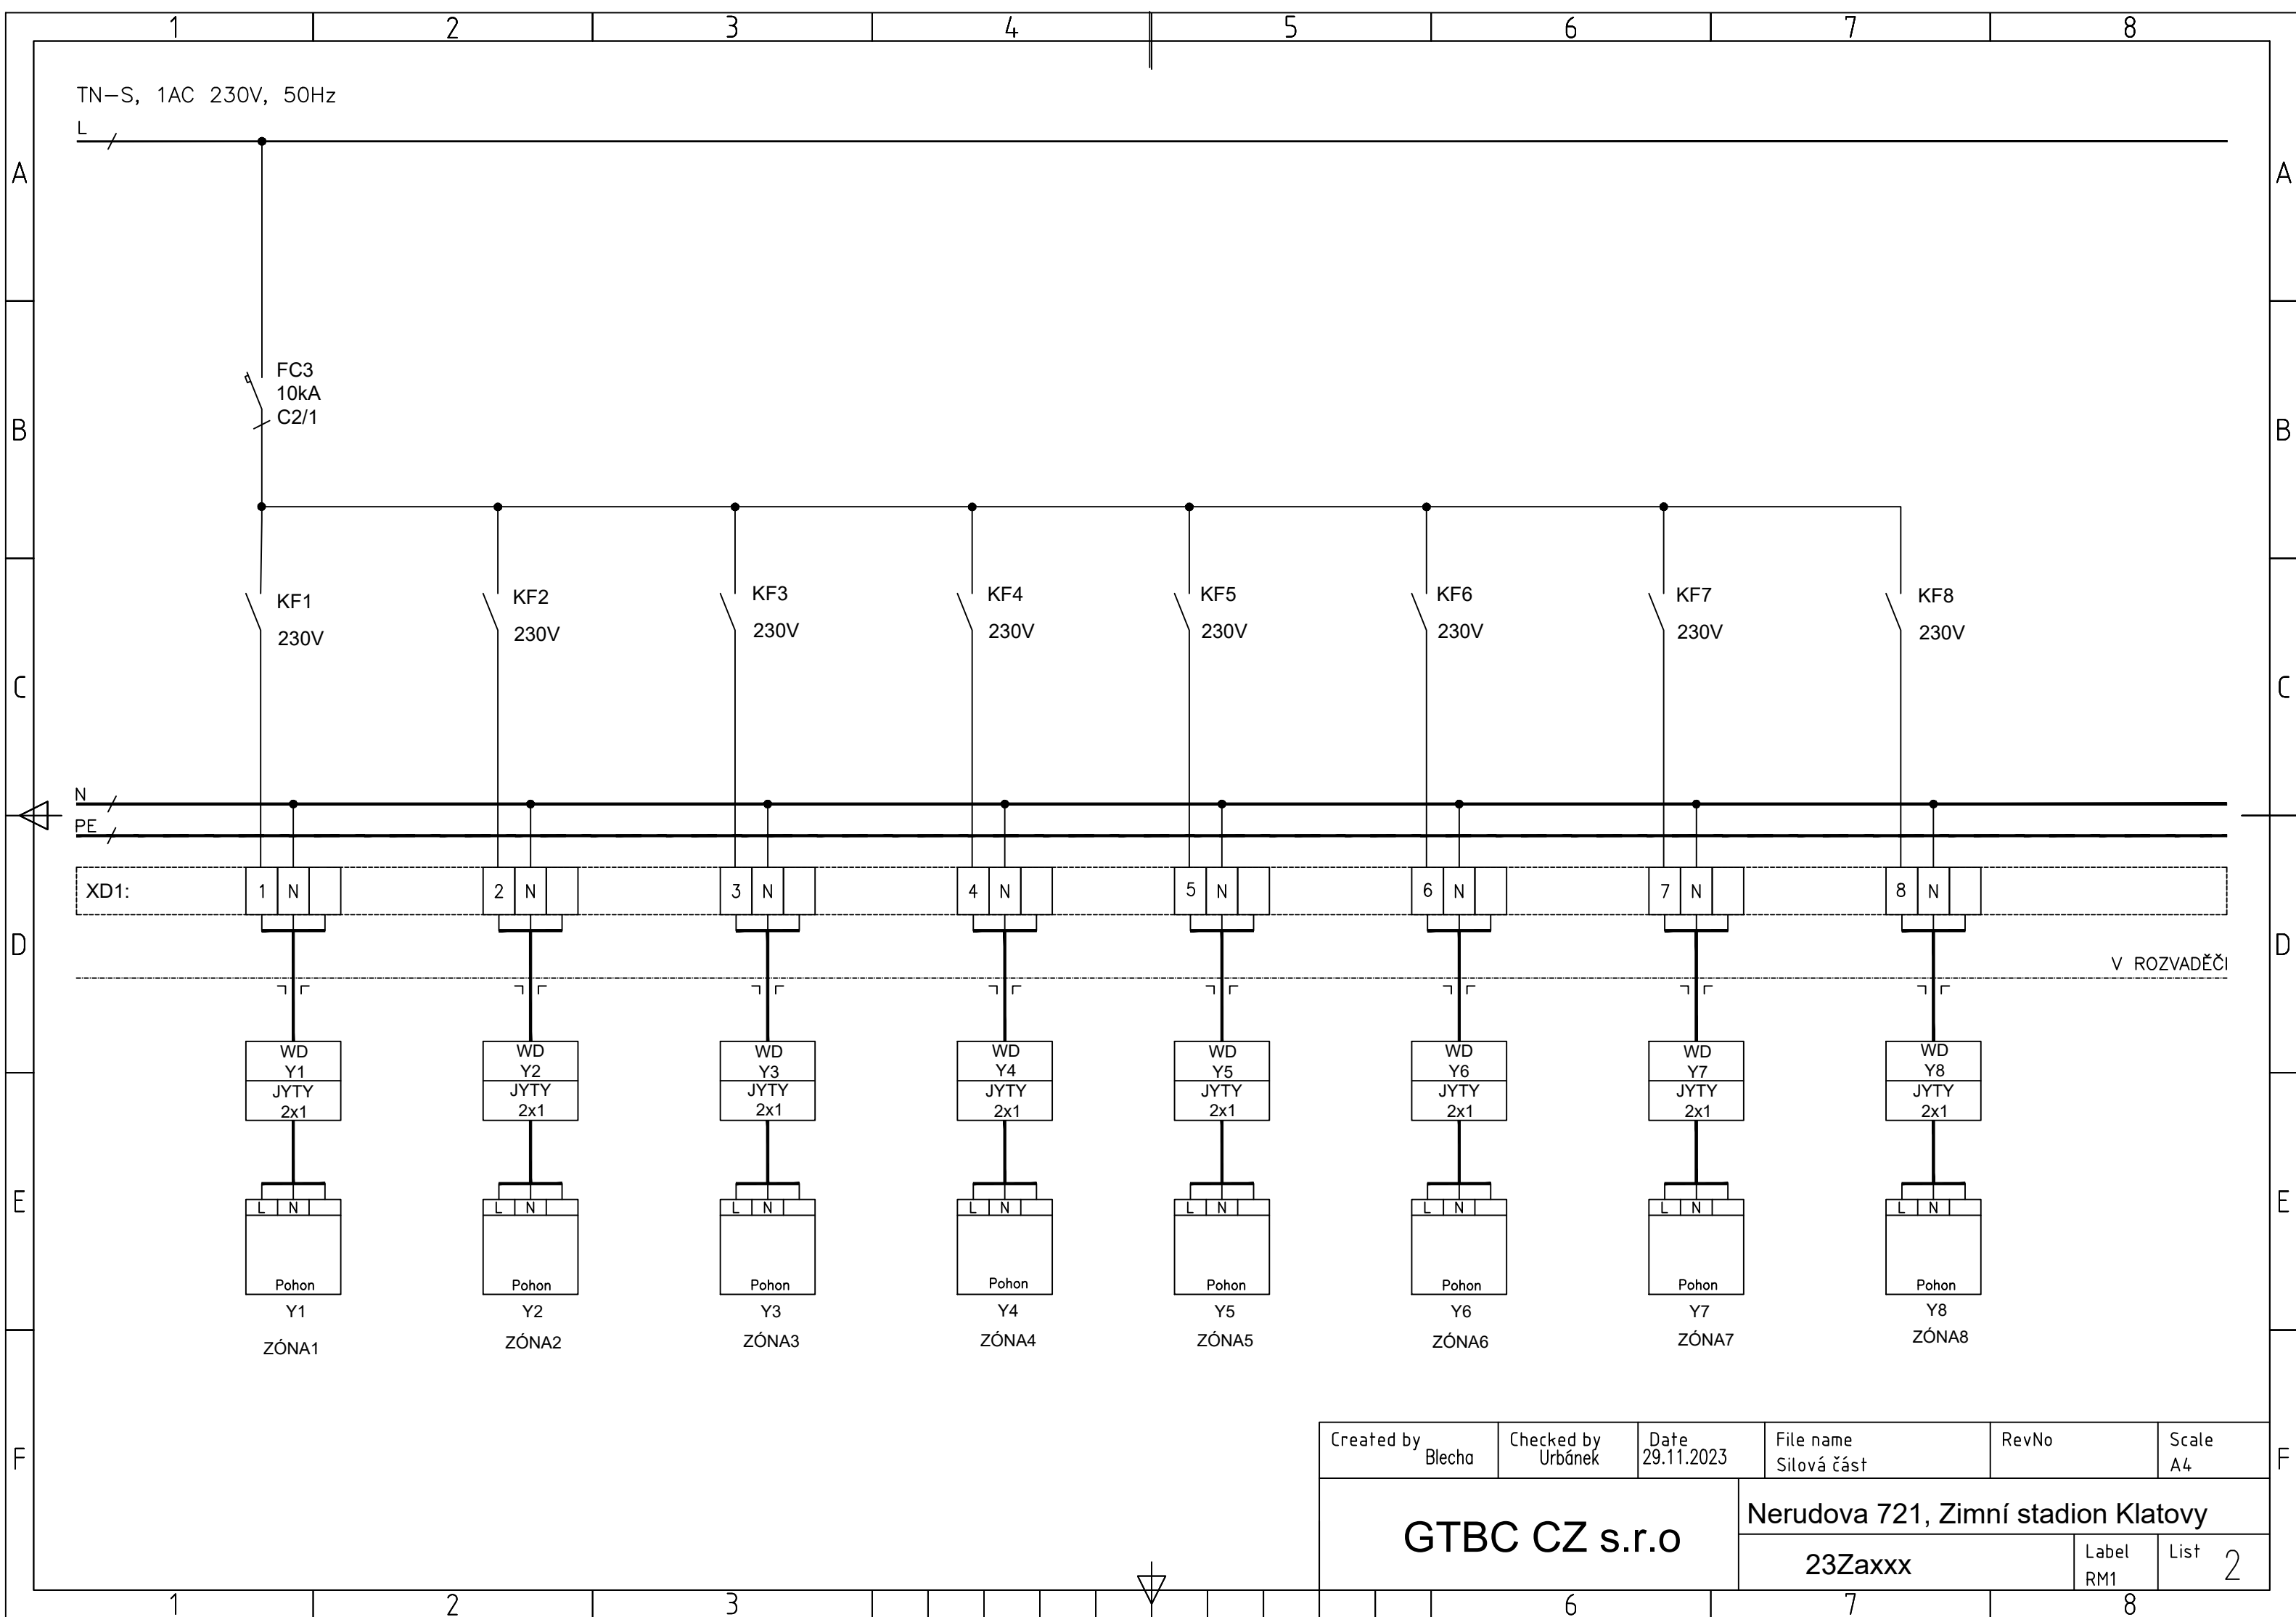 1 2 3 4 5 6 7 8
TN-S, 1AC 230V, 50Hz
L
A A
FC3
10kA
C2/1
B B
KF1 KF2 KF3 KF4 KF5 KF6 KF7 KF8
230V 230V 230V 230V 230V 230V 230V 230V
C C
N
PE
XD1: 1 N 2 N 3 N 4 N 5 N 6 N 7 N 8 N
D D
V ROZVADĚČI
WD WD WD WD WD WD WD WD
Y1 Y2 Y3 Y4 Y5 Y6 Y7 Y8
JYTY JYTY JYTY JYTY JYTY JYTY JYTY JYTY
2x1 2x1 2x1 2x1 2x1 2x1 2x1 2x1
E L N L N L N L N L N L N L N L N E
Pohon Pohon Pohon Pohon Pohon Pohon Pohon Pohon
Y1 Y2 Y3 Y4 Y5 Y6 Y7 Y8
ZÓNA1 ZÓNA2 ZÓNA3 ZÓNA4 ZÓNA5 ZÓNA6 ZÓNA7 ZÓNA8
F F
Created by Blecha
Checked by Urbánek
Date 29.11.2023
File name
Silová část
RevNo
Scale
A4
GTBC CZ s.r.o
Nerudova 721, Zimní stadion Klatovy
23Zaxxx
Label
RM1
List 2
1 2 3 6 7 8